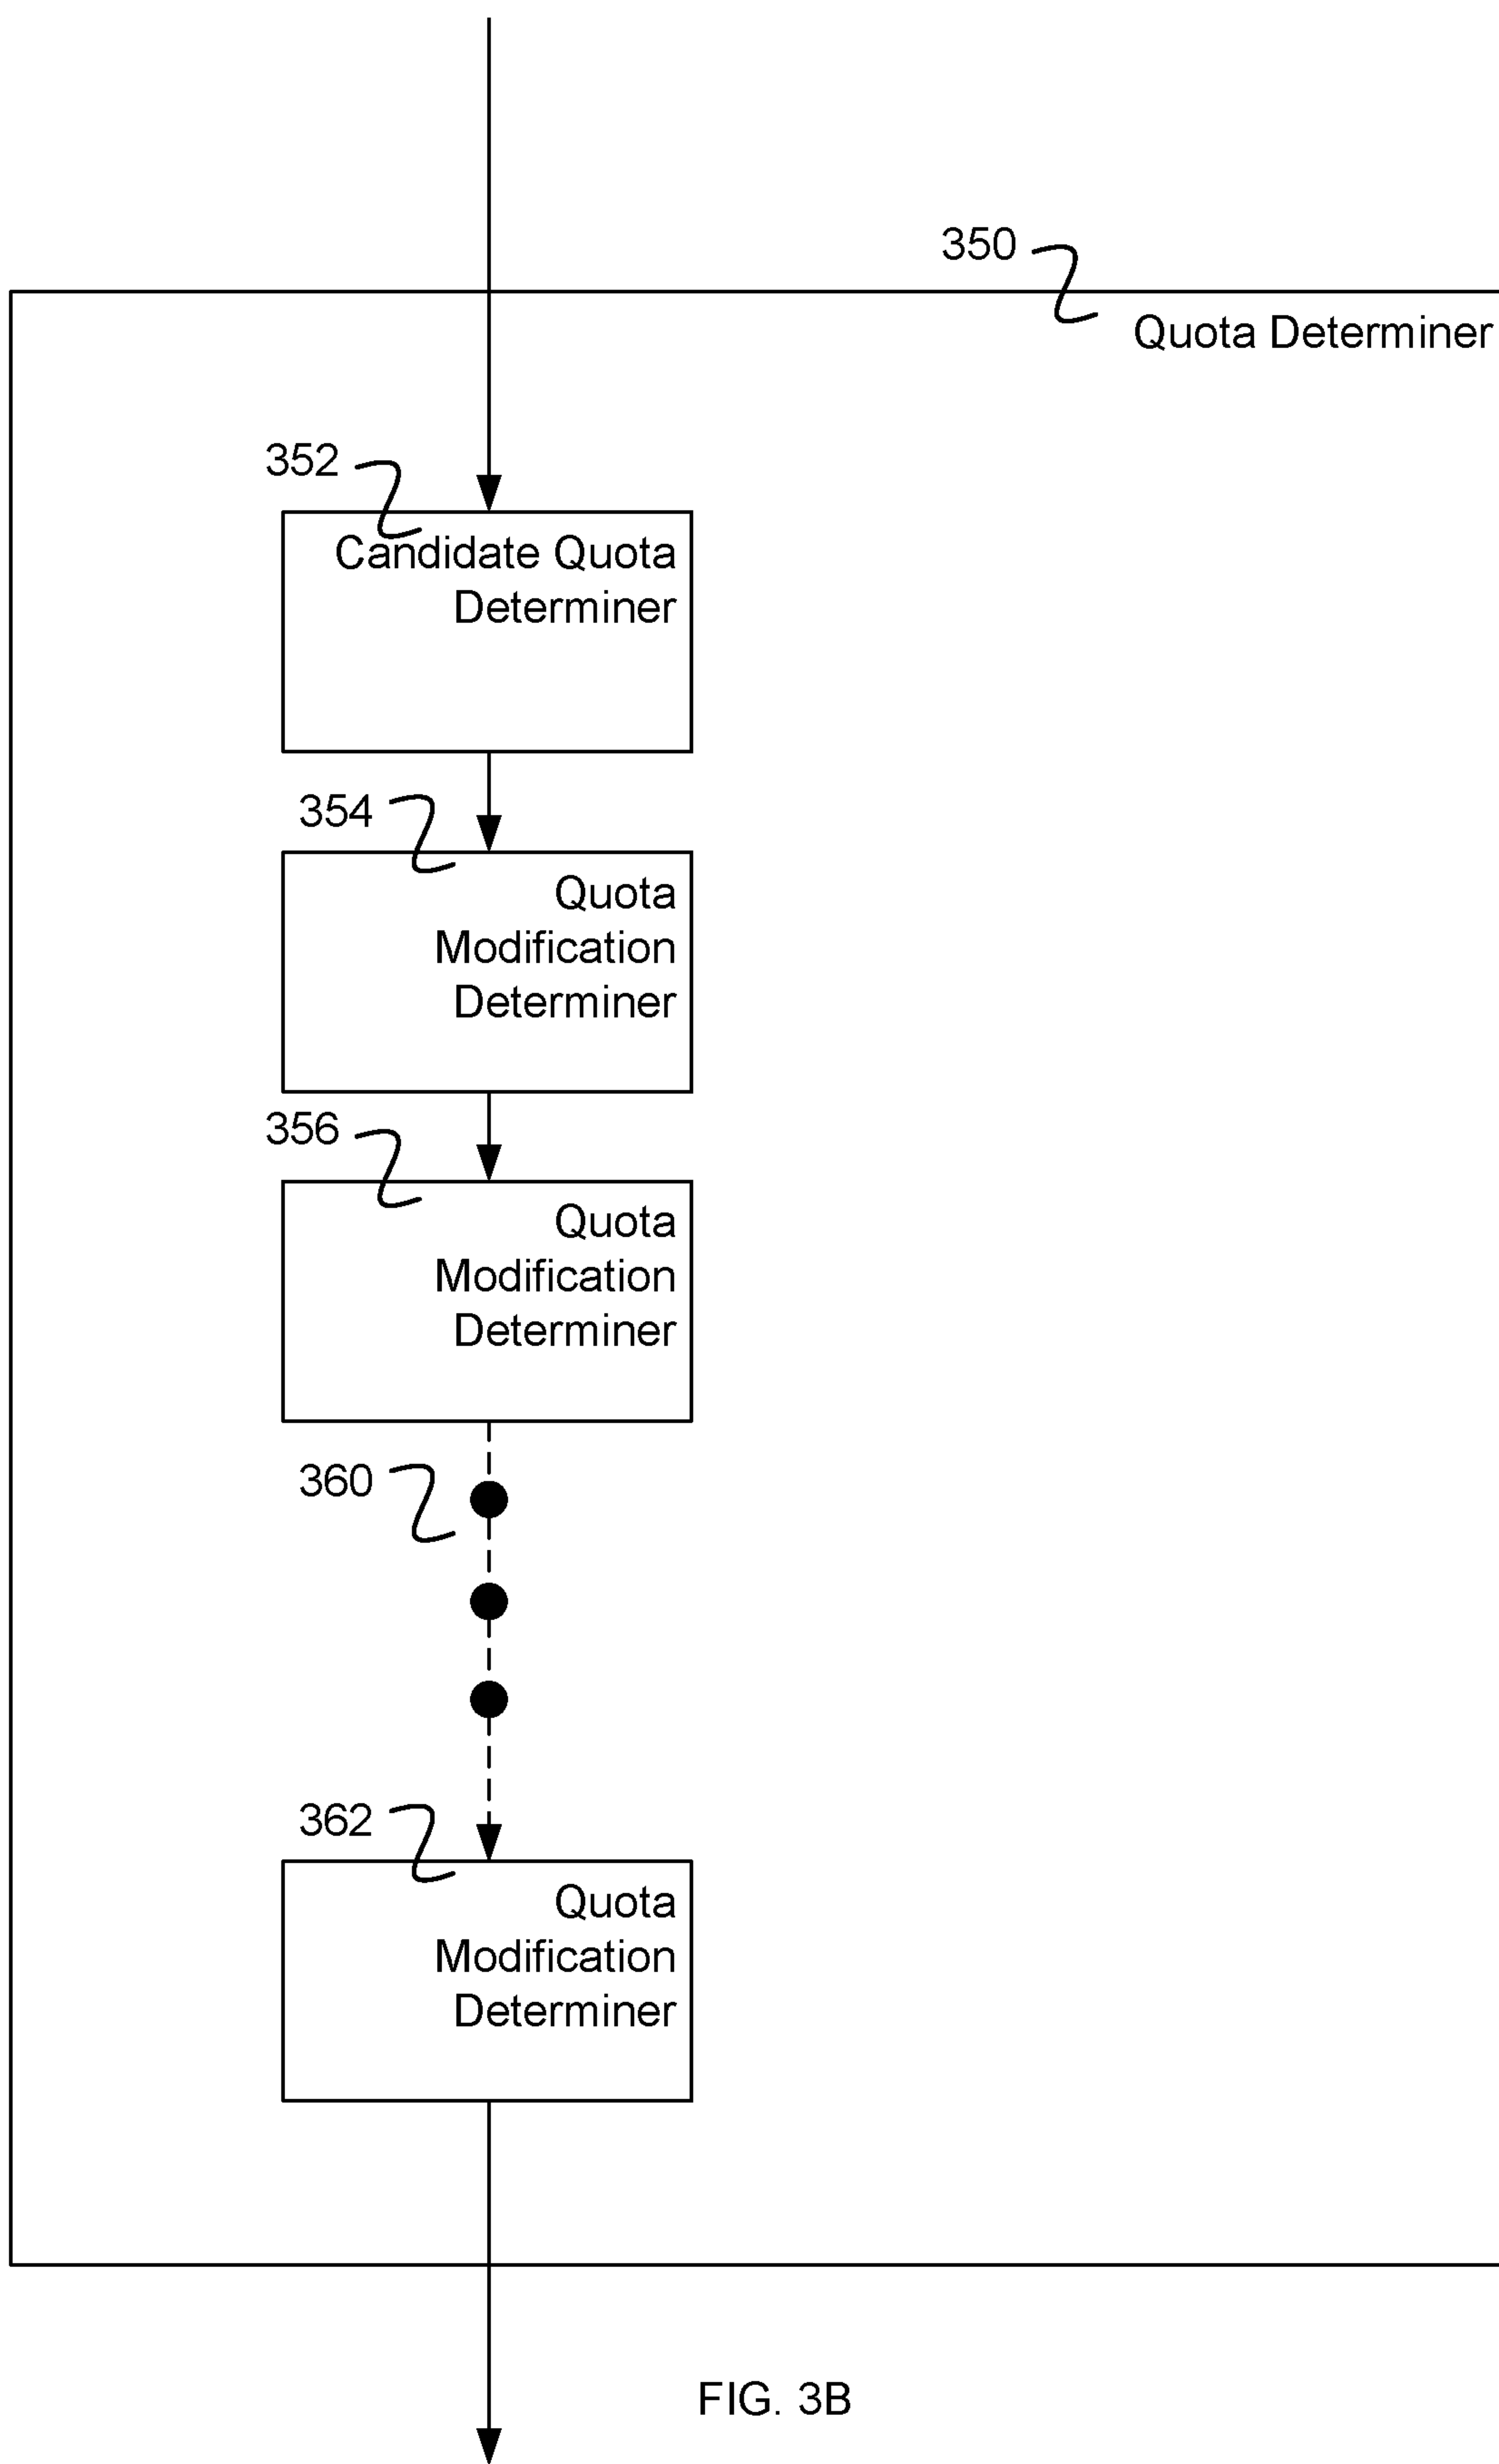 350
Quota Determiner
352
Candidate Quota
Determiner
354
Quota
Modification
Determiner
356
Quota
Modification
Determiner
360
362
Quota
Modification
Determiner
FIG. 3B